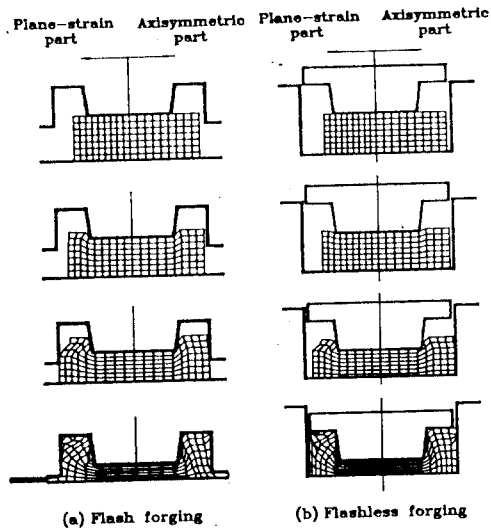 Plane-strain part
Axisymmetric part
Plane-strain part
Axisymmetric part
(a) Flash forging
(b) Flashless forging